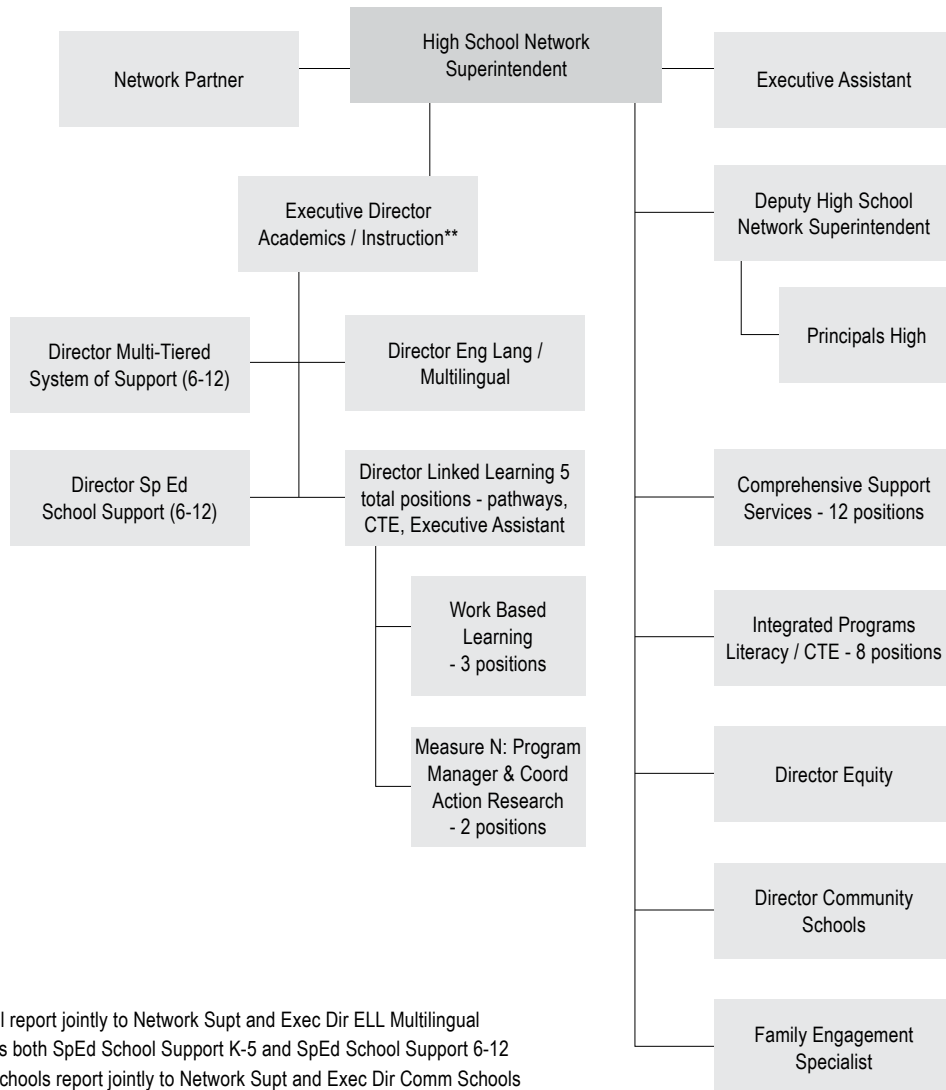 High School Network
Superintendent
Network Partner
Executive Assistant
Executive Director
Academics / Instruction**
Deputy High School
Network Superintendent
Principals High
Director Multi-Tiered
System of Support (6-12)
Director Eng Lang /
Multilingual
Director Sp Ed
School Support (6-12)
Director Linked Learning 5
total positions - pathways,
CTE, Executive Assistant
Comprehensive Support
Services - 12 positions
Work Based
Learning
- 3 positions
Integrated Programs
Literacy / CTE - 8 positions
Measure N: Program
Manager & Coord
Action Research
- 2 positions
Director Equity
Director Community
Schools
Family Engagement
Specialist
report jointly to Network Supt and Exec Dir ELL Multilingual
both SpEd School Support K-5 and SpEd School Support 6-12
report jointly to Network Supt and Exec Dir Comm Schools